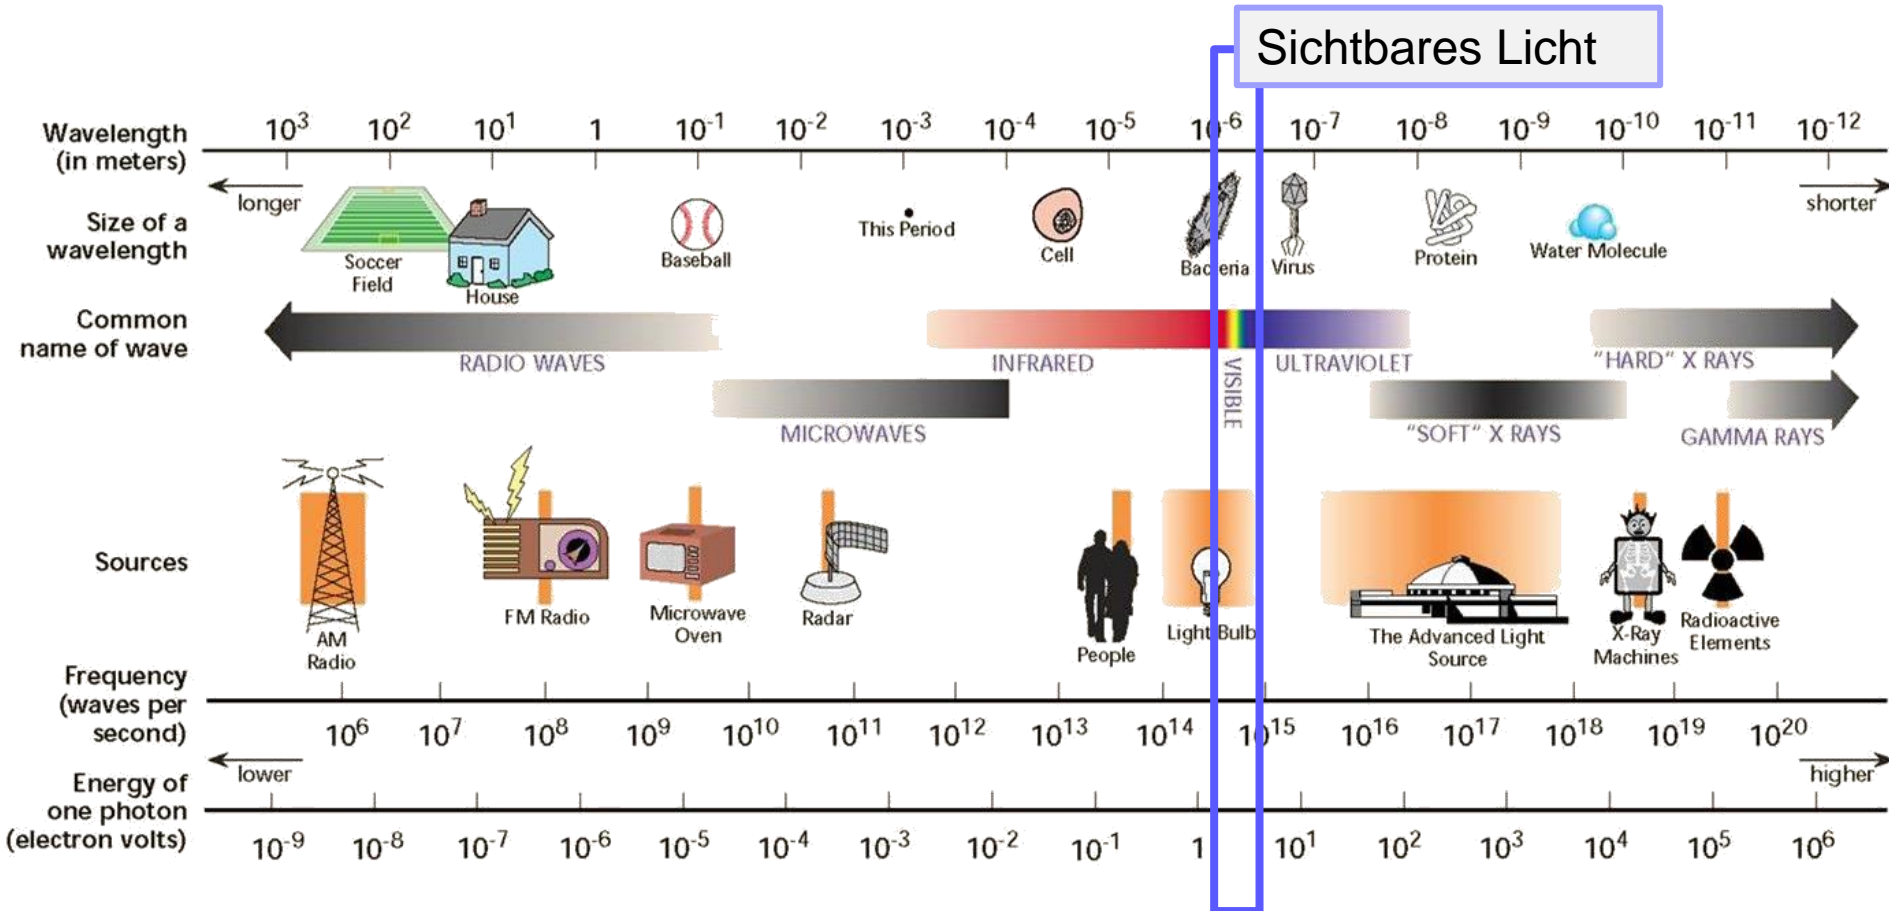 Sichtbares Licht
Wavelength
(in meters)
10³ 10² 10¹ 1 10⁻¹ 10⁻² 10⁻³ 10⁻⁴ 10⁻⁵ 10⁻⁶ 10⁻⁷ 10⁻⁸ 10⁻⁹ 10⁻¹⁰ 10⁻¹¹ 10⁻¹²
longer
shorter
Size of a
wavelength
Soccer
Field
House
Baseball
This Period
Cell
Bacteria
Virus
Protein
Water Molecule
Common
name of wave
RADIO WAVES
INFRARED
VISIBLE
ULTRAVIOLET
"HARD" X RAYS
MICROWAVES
"SOFT" X RAYS
GAMMA RAYS
Sources
AM
Radio
FM Radio
Microwave
Oven
Radar
People
Light Bulb
The Advanced Light
Source
X-Ray
Machines
Radioactive
Elements
Frequency
(waves per
second)
10⁶ 10⁷ 10⁸ 10⁹ 10¹⁰ 10¹¹ 10¹² 10¹³ 10¹⁴ 10¹⁵ 10¹⁶ 10¹⁷ 10¹⁸ 10¹⁹ 10²⁰
lower
higher
Energy of
one photon
(electron volts)
10⁻⁹ 10⁻⁸ 10⁻⁷ 10⁻⁶ 10⁻⁵ 10⁻⁴ 10⁻³ 10⁻² 10⁻¹ 1 10¹ 10² 10³ 10⁴ 10⁵ 10⁶